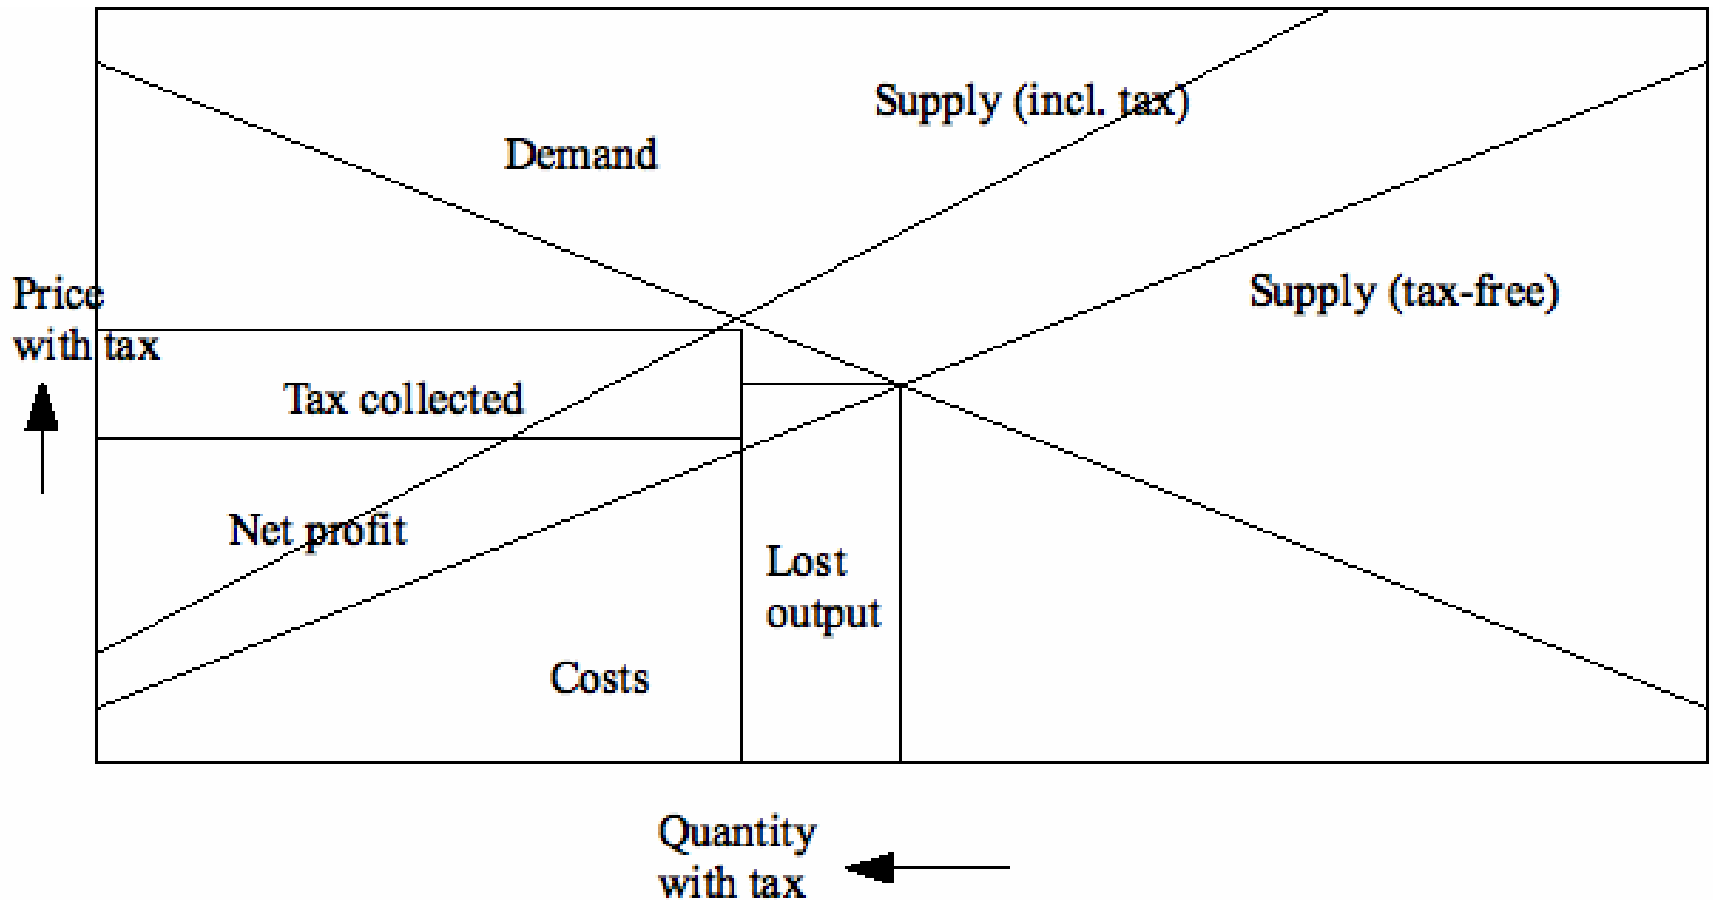 Supply (incl. tax)
Demand
Supply (tax-free)
Price
with tax
Tax collected
Net profit
Lost
output
Costs
Quantity
with tax